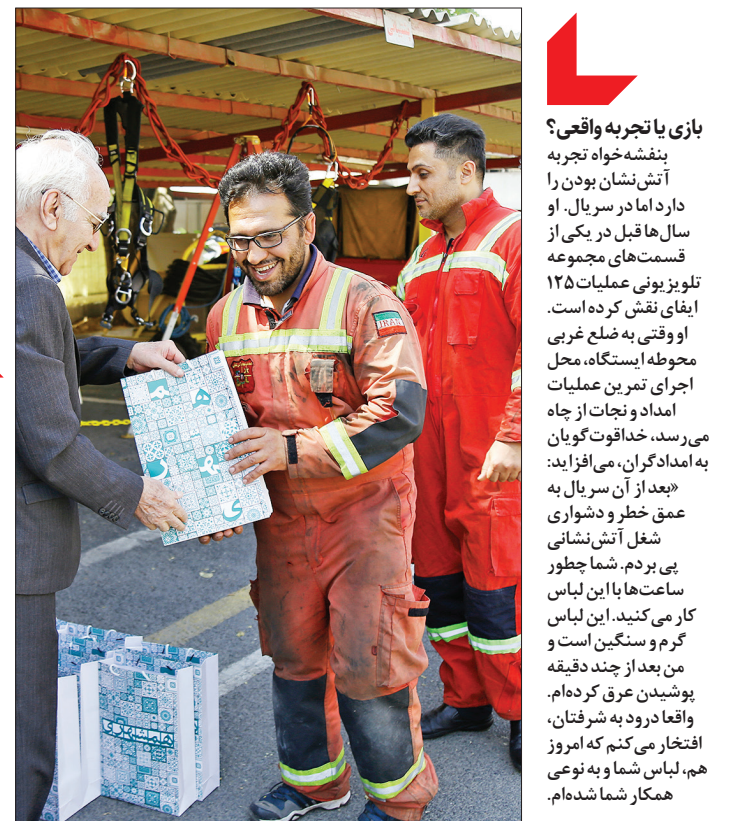 بازی یا تجربه واقعی؟
بنفشه‌خواه تجربه
آتش‌نشان بودن را
دارد اما در سریال. او
سال‌ها قبل در یکی از
قسمت‌های مجموعه
تلویزیونی عملیات ۱۲۵
ایفای نقش کرده است.
او وقتی به ضلع غربی
محوطه ایستگاه، محل
اجرای تمرین عملیات
امداد و نجات از چاه
می‌رسد، خداقوت‌گویان
به امدادگران، می‌افزاید:
«بعد از آن سریال به
عمق خطر و دشواری
شغل آتش‌نشانی
پی بردم. شما چطور
ساعت‌ها با این لباس
کار می‌کنید. این لباس
گرم و سنگین است و
من بعد از چند دقیقه
پوشیدن عرق کرده‌ام.
واقعا درود به شرفتان،
افتخار می‌کنم که امروز
هم، لباس شما و به نوعی
همکار شما شده‌ام.
IRAN
همشهری